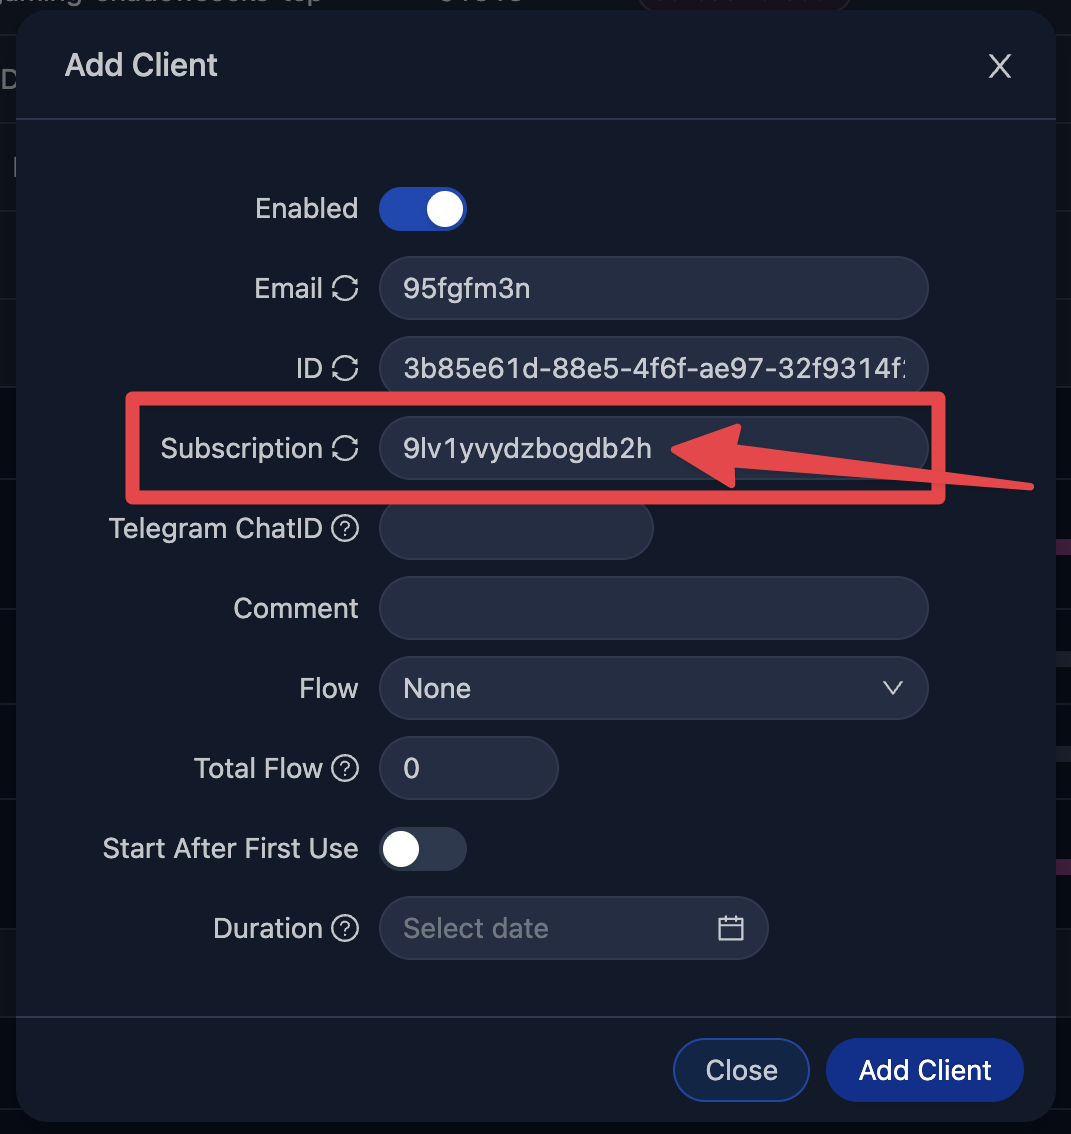 Add Client
Enabled
Email 95fgfm3n
ID 3b85e61d-88e5-4f6f-ae97-32f9314f
Subscription 9lv1yvydzbogdb2h
Telegram ChatID
Comment
Flow None
Total Flow 0
Start After First Use
Duration Select date
Close Add Client